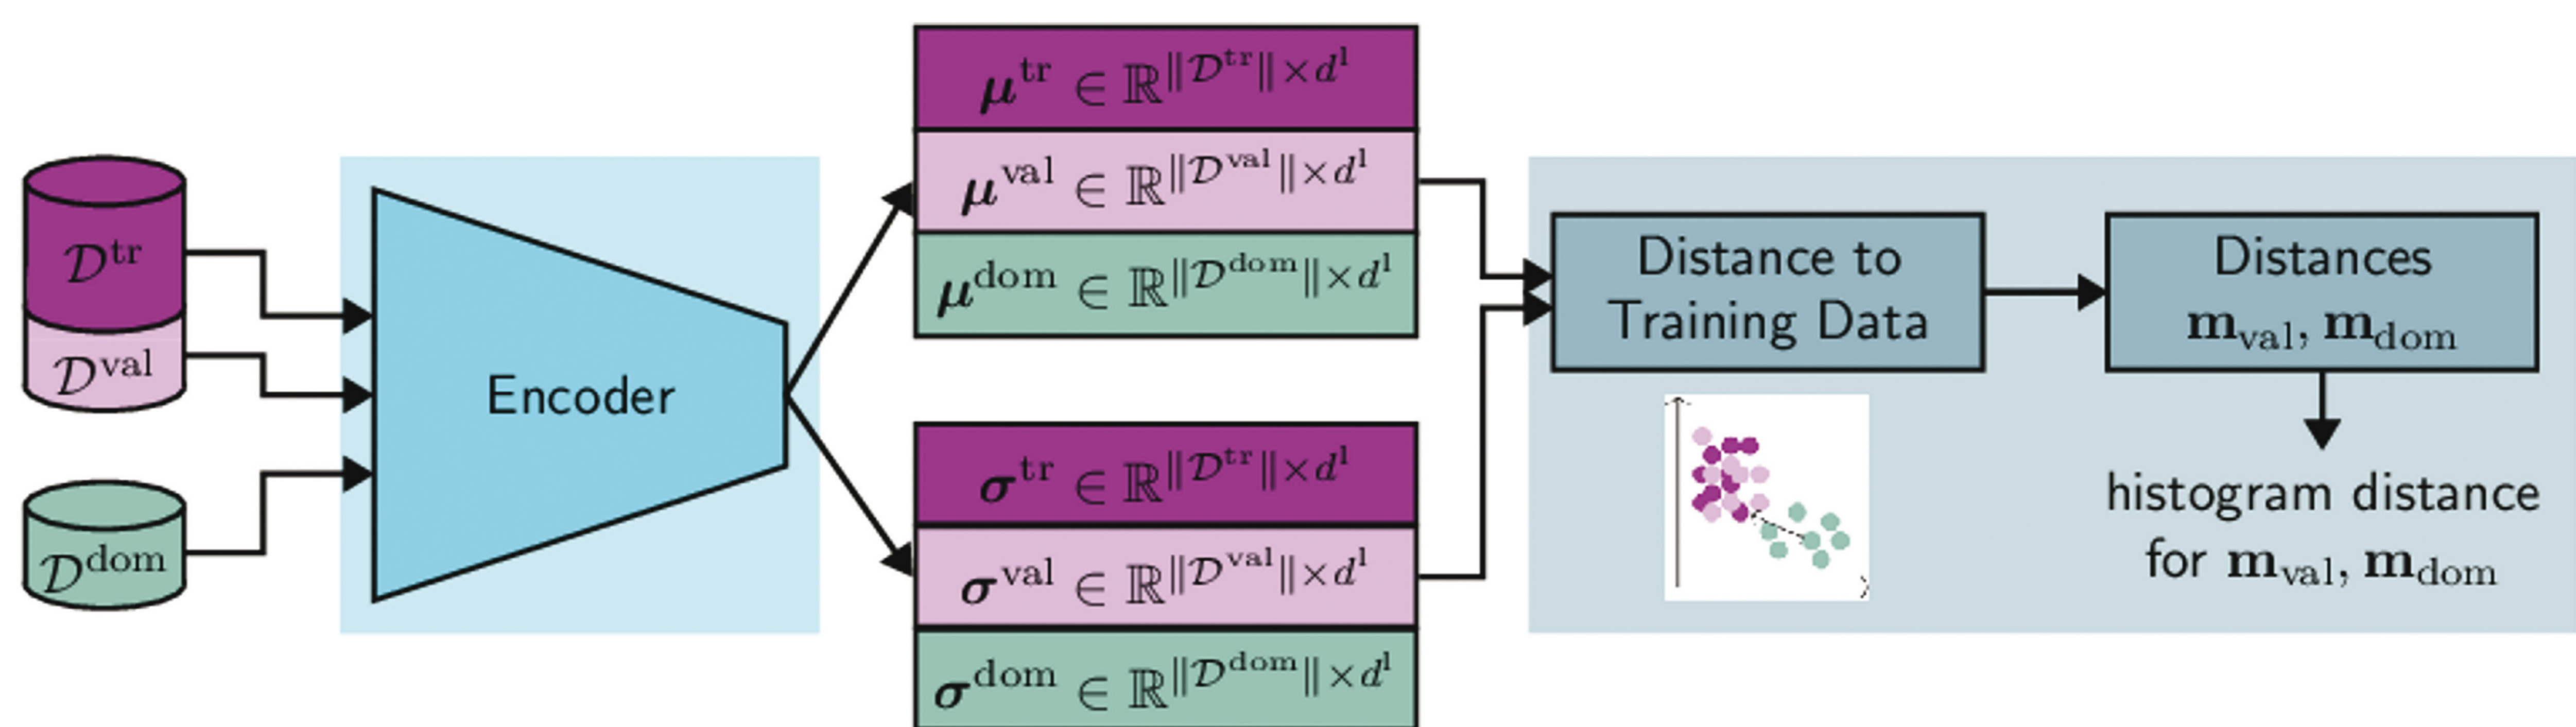 𝒟^tr
𝒟^val
𝒟^dom
Encoder
μ^tr ∈ ℝ^{‖𝒟^tr‖×d^l}
μ^val ∈ ℝ^{‖𝒟^val‖×d^l}
μ^dom ∈ ℝ^{‖𝒟^dom‖×d^l}
σ^tr ∈ ℝ^{‖𝒟^tr‖×d^l}
σ^val ∈ ℝ^{‖𝒟^val‖×d^l}
σ^dom ∈ ℝ^{‖𝒟^dom‖×d^l}
Distance to
Training Data
Distances
m_val, m_dom
histogram distance
for m_val, m_dom